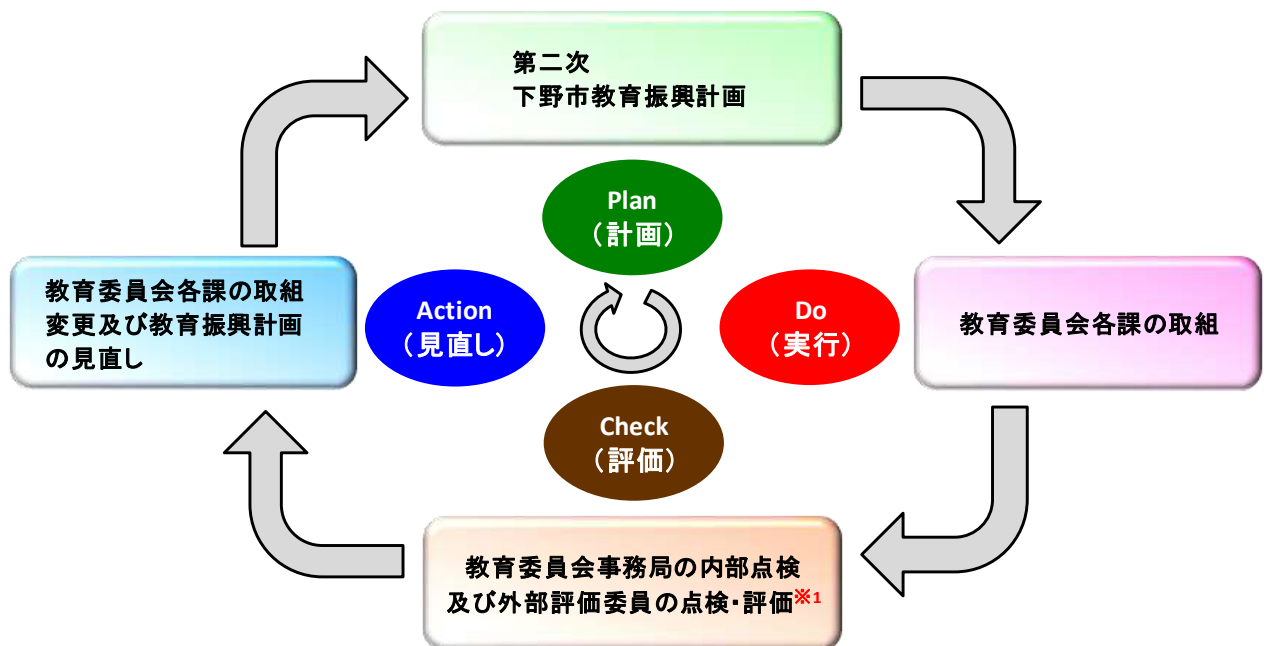 第二次
下野市教育振興計画
Plan
（計画）
教育委員会各課の取組
変更及び教育振興計画
の見直し
Action
（見直し）
Do
（実行）
教育委員会各課の取組
Check
（評価）
教育委員会事務局の内部点検
及び外部評価委員の点検・評価※1